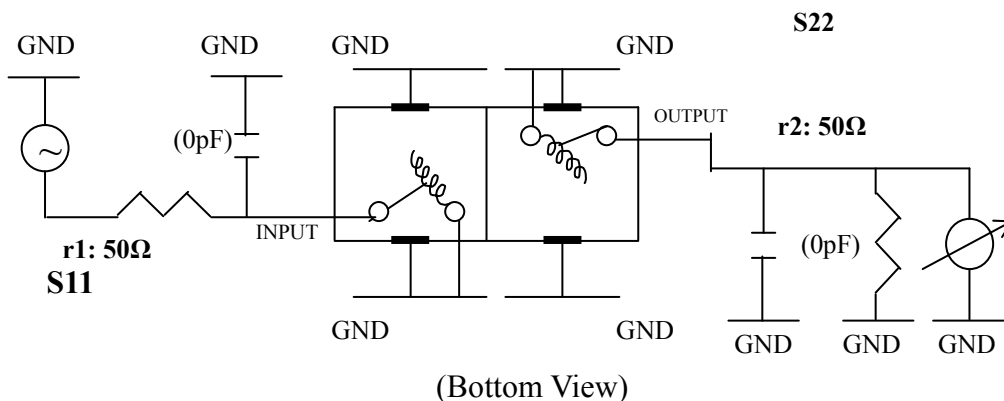 S22
GND GND GND GND
(0pF)
OUTPUT
r2: 50Ω
INPUT
r1: 50Ω
(0pF)
S11
GND GND
GND GND GND
(Bottom View)